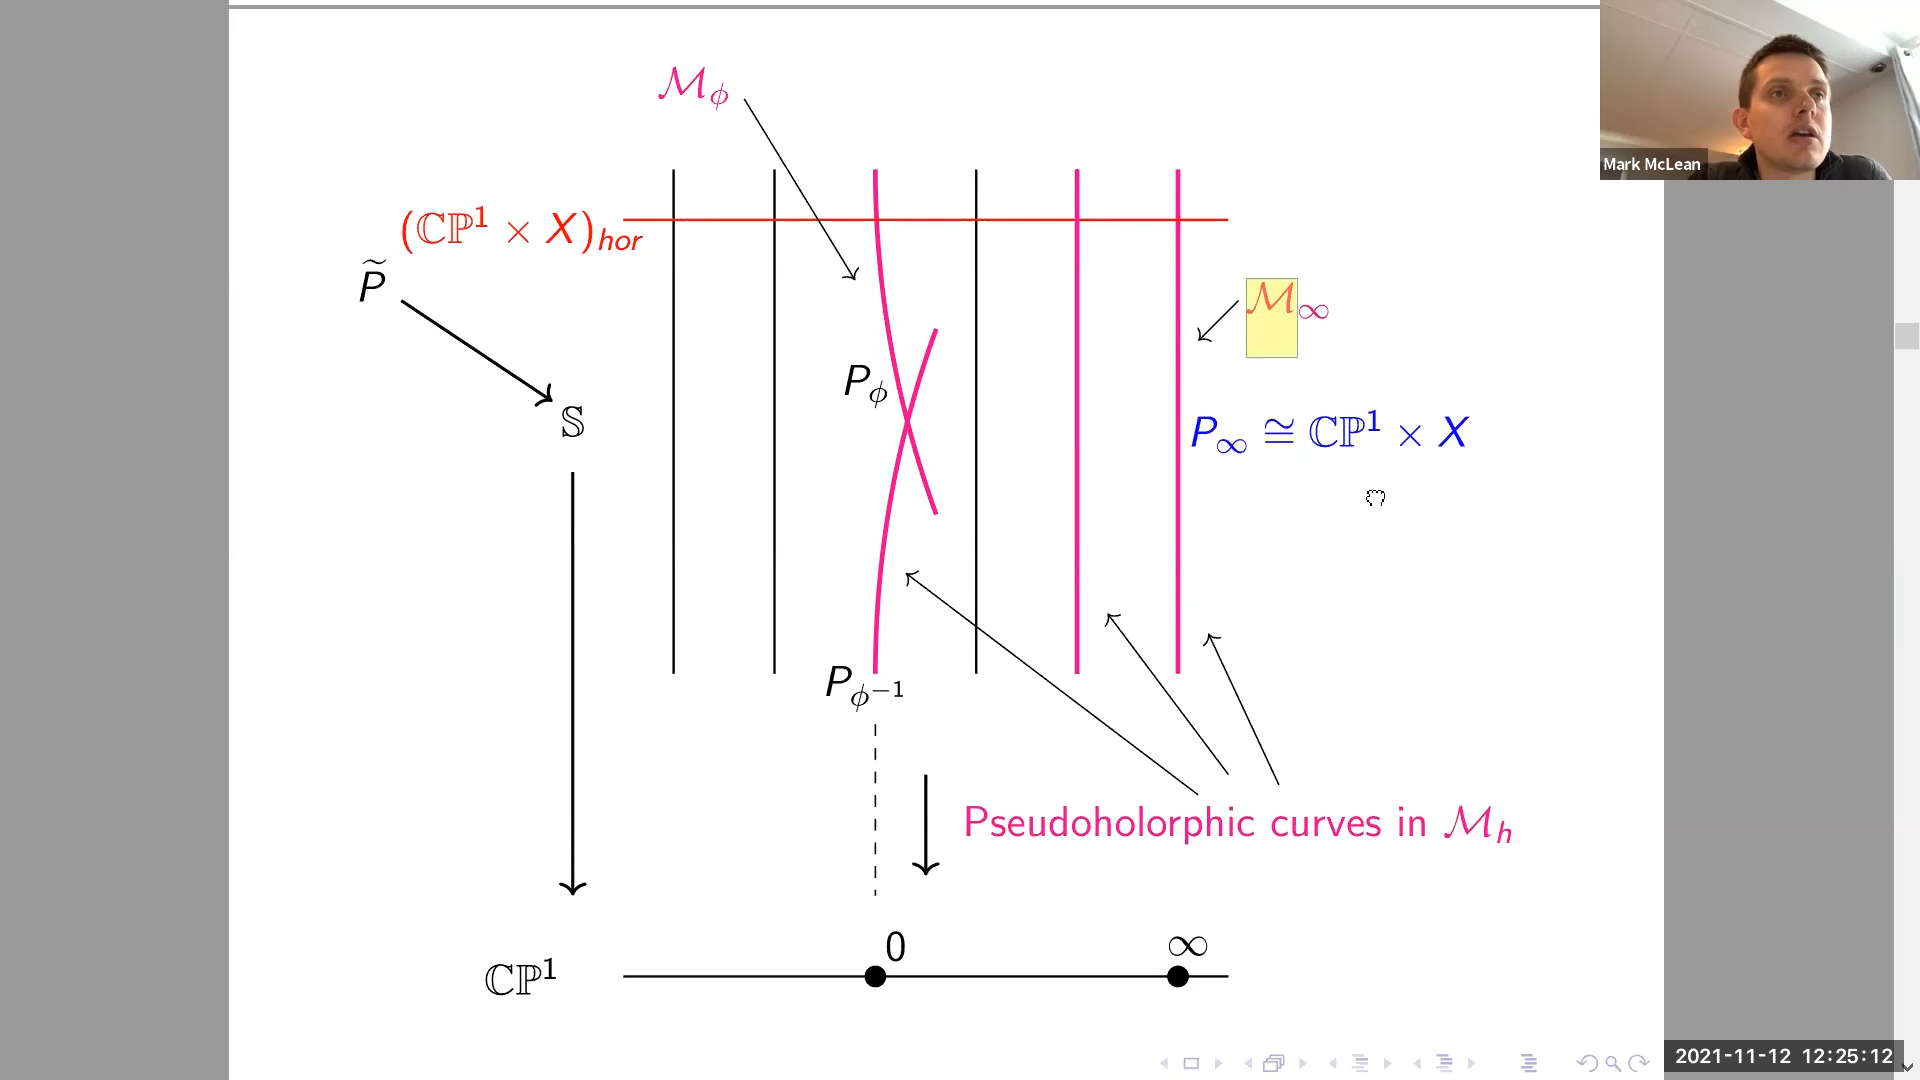 Mark McLean
ℳ_ϕ
(ℂℙ¹ × X)_hor
P̃
ℳ_∞
P_ϕ
𝕊
P_∞ ≅ ℂℙ¹ × X
P_ϕ⁻¹
Pseudoholorphic curves in ℳ_h
0
∞
ℂℙ¹
2021-11-12 12:25:12